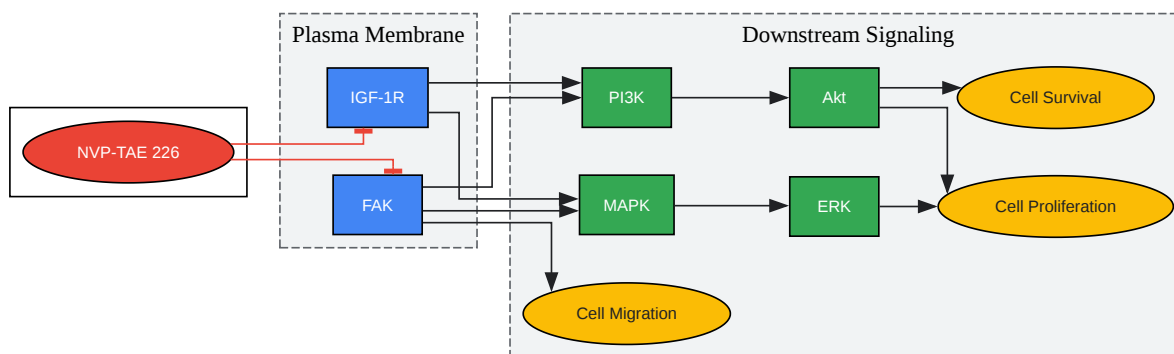 Plasma Membrane
Downstream Signaling
IGF-1R
PI3K
Akt
Cell Survival
NVP-TAE 226
FAK
MAPK
ERK
Cell Proliferation
Cell Migration